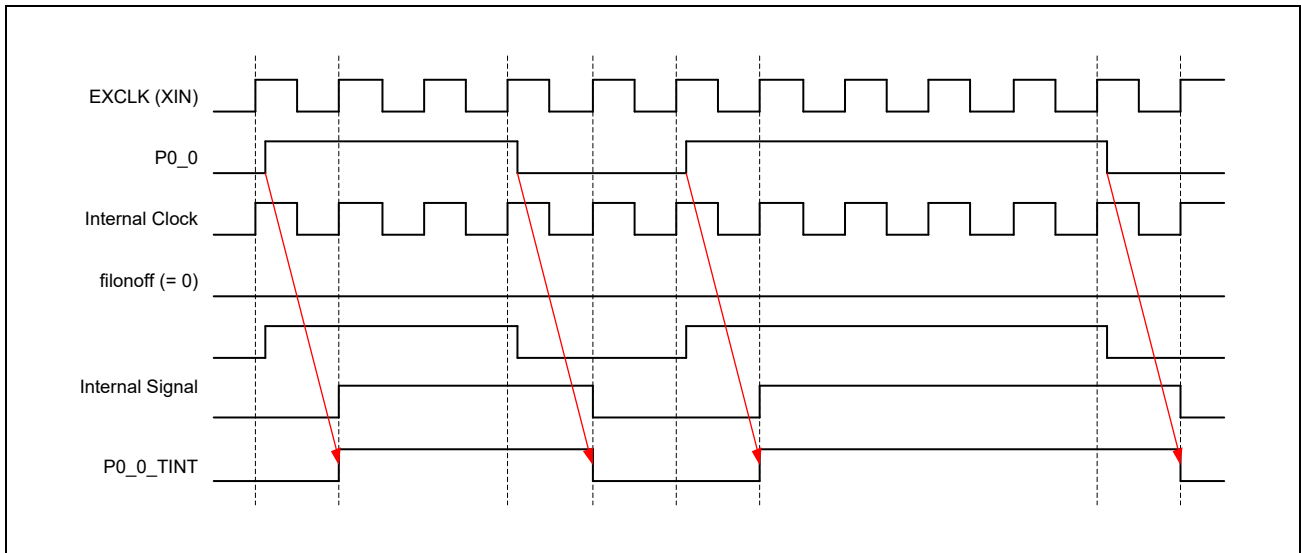 EXCLK (XIN)
P0_0
Internal Clock
filonoff (= 0)
Internal Signal
P0_0_TINT